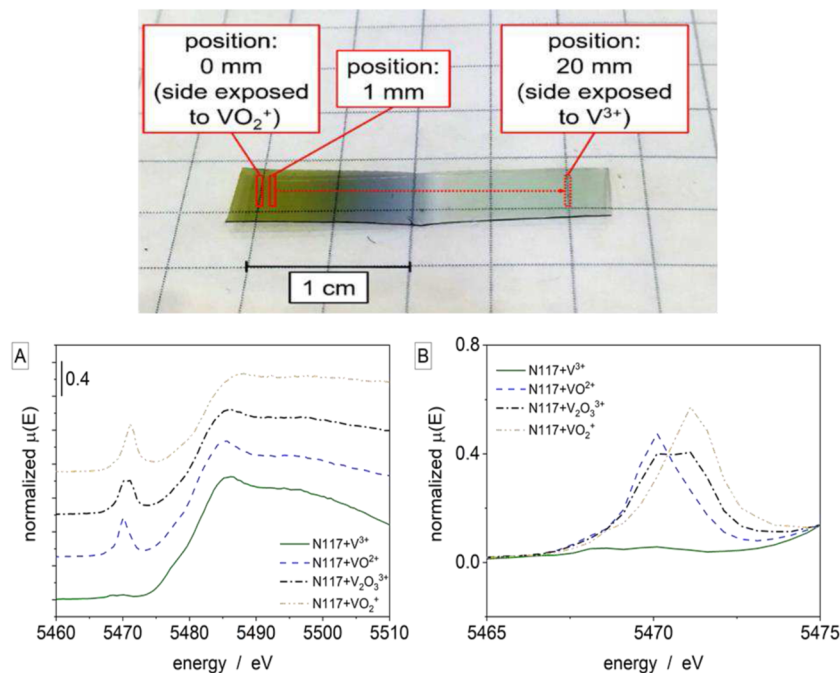 position:
0 mm
(side exposed
to VO₂⁺)
position:
1 mm
position:
20 mm
(side exposed
to V³⁺)
1 cm
A
0.4
normalized μ(E)
N117+V³⁺
N117+VO²⁺
N117+V₂O₃³⁺
N117+VO₂⁺
5460 5470 5480 5490 5500 5510
energy / eV
B
0.8
0.4
0.0
normalized μ(E)
N117+V³⁺
N117+VO²⁺
N117+V₂O₃³⁺
N117+VO₂⁺
5465 5470 5475
energy / eV